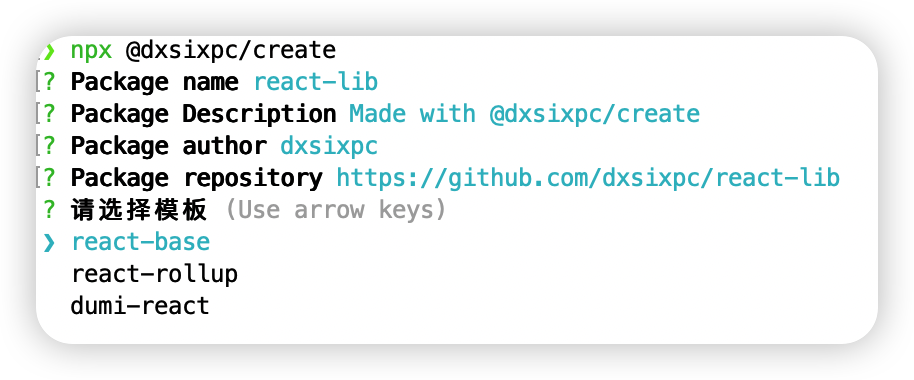 ❯ npx @dxsixpc/create
[? Package name react-lib
[? Package Description Made with @dxsixpc/create
[? Package author dxsixpc
[? Package repository https://github.com/dxsixpc/react-lib
? 请选择模板 (Use arrow keys)
❯ react-base
react-rollup
dumi-react